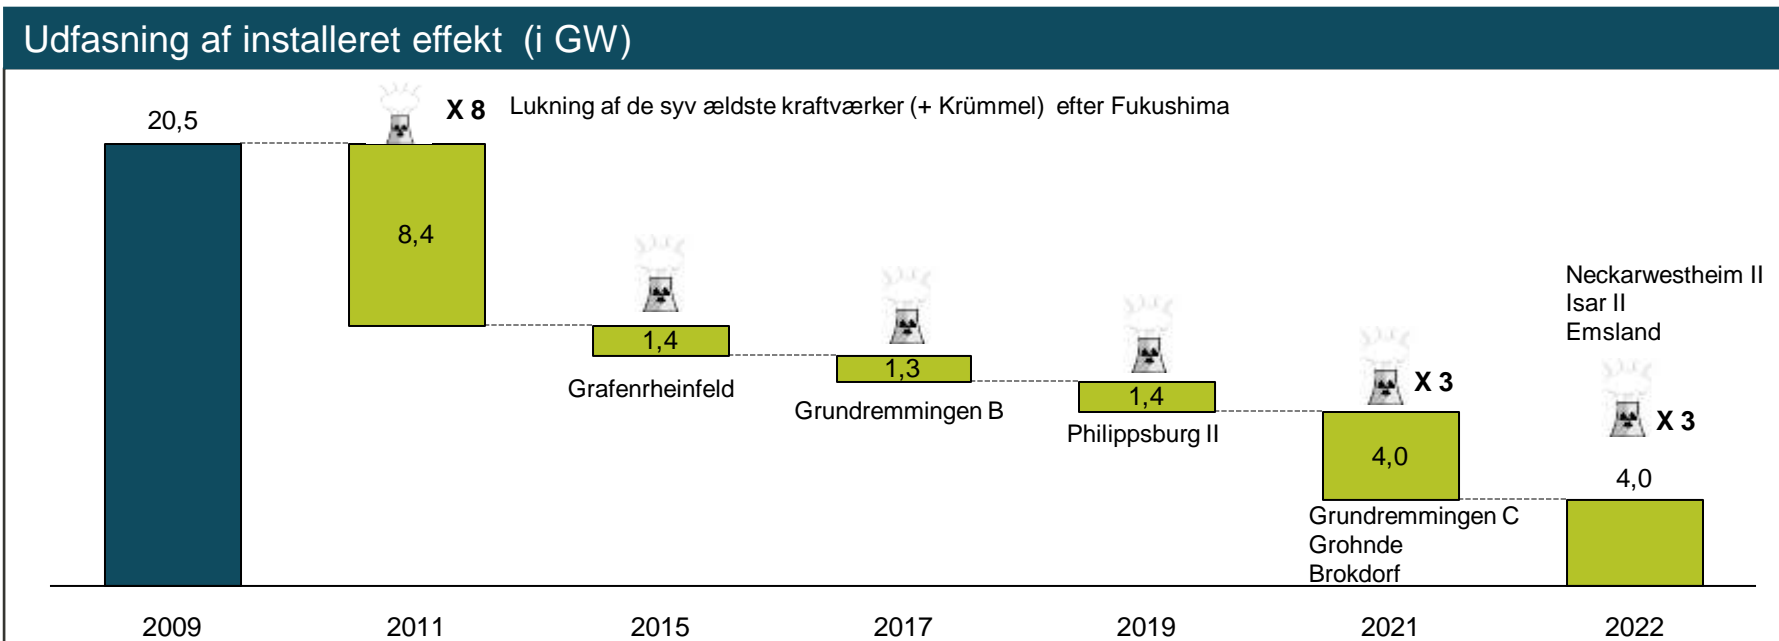 Udfasning af installeret effekt (i GW)
X 8 Lukning af de syv ældste kraftværker (+ Krümmel) efter Fukushima
20,5
8,4
1,4
Grafenrheinfeld
1,3
Grundremmingen B
1,4
Philippsburg II
X 3
4,0
Grundremmingen C
Grohnde
Brokdorf
Neckarwestheim II
Isar II
Emsland
X 3
4,0
2009 2011 2015 2017 2019 2021 2022